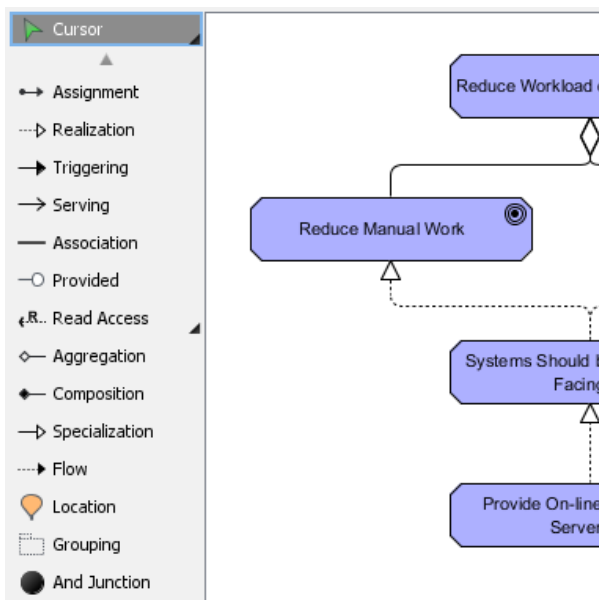 Cursor
Assignment
Realization
Triggering
Serving
Association
Provided
R.. Read Access
Aggregation
Composition
Specialization
Flow
Location
Grouping
And Junction
Reduce Workload
Reduce Manual Work
Systems Should
Facing
Provide On-line
Server